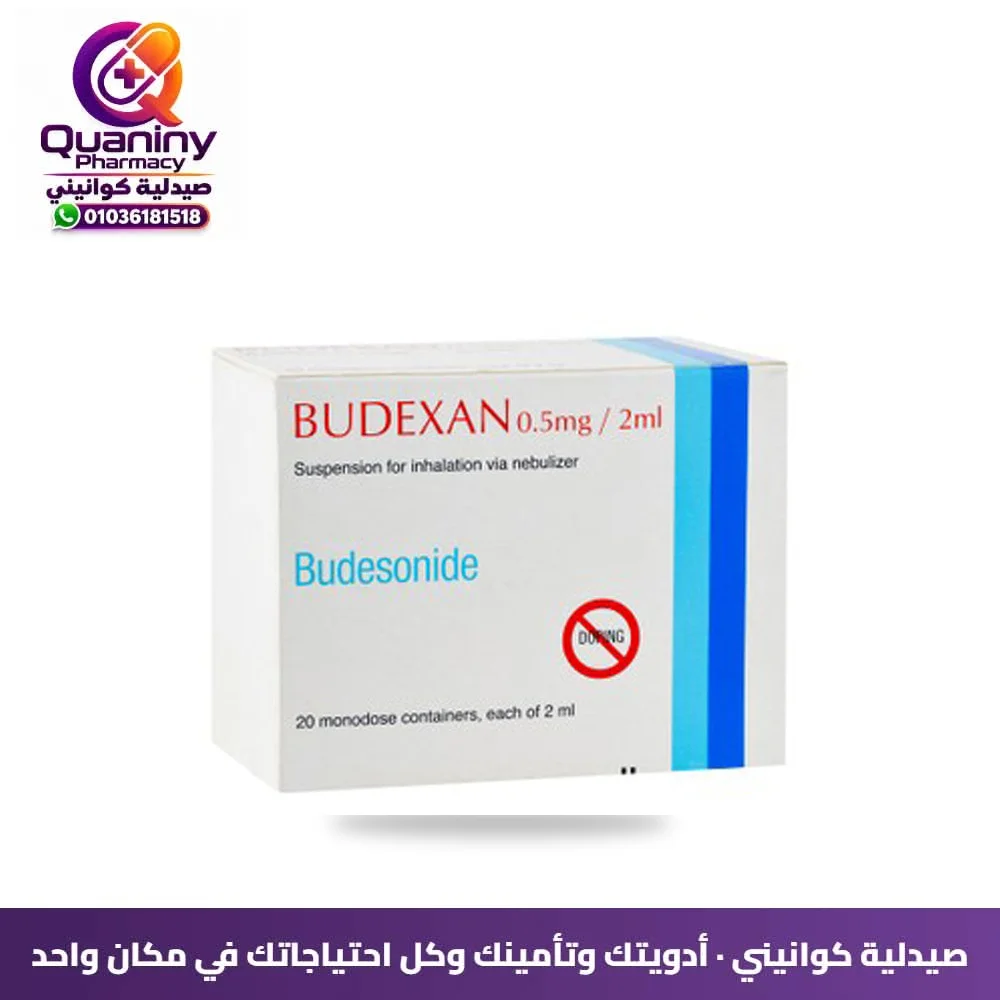 Quaniny
Pharmacy
صيدلية كوانيني
01036181518
BUDEXAN 0.5mg / 2ml
Suspension for inhalation via nebulizer
Budesonide
DOPING
20 monodose containers, each of 2 ml
صيدلية كوانيني · أدويتك وتأمينك وكل احتياجاتك في مكان واحد